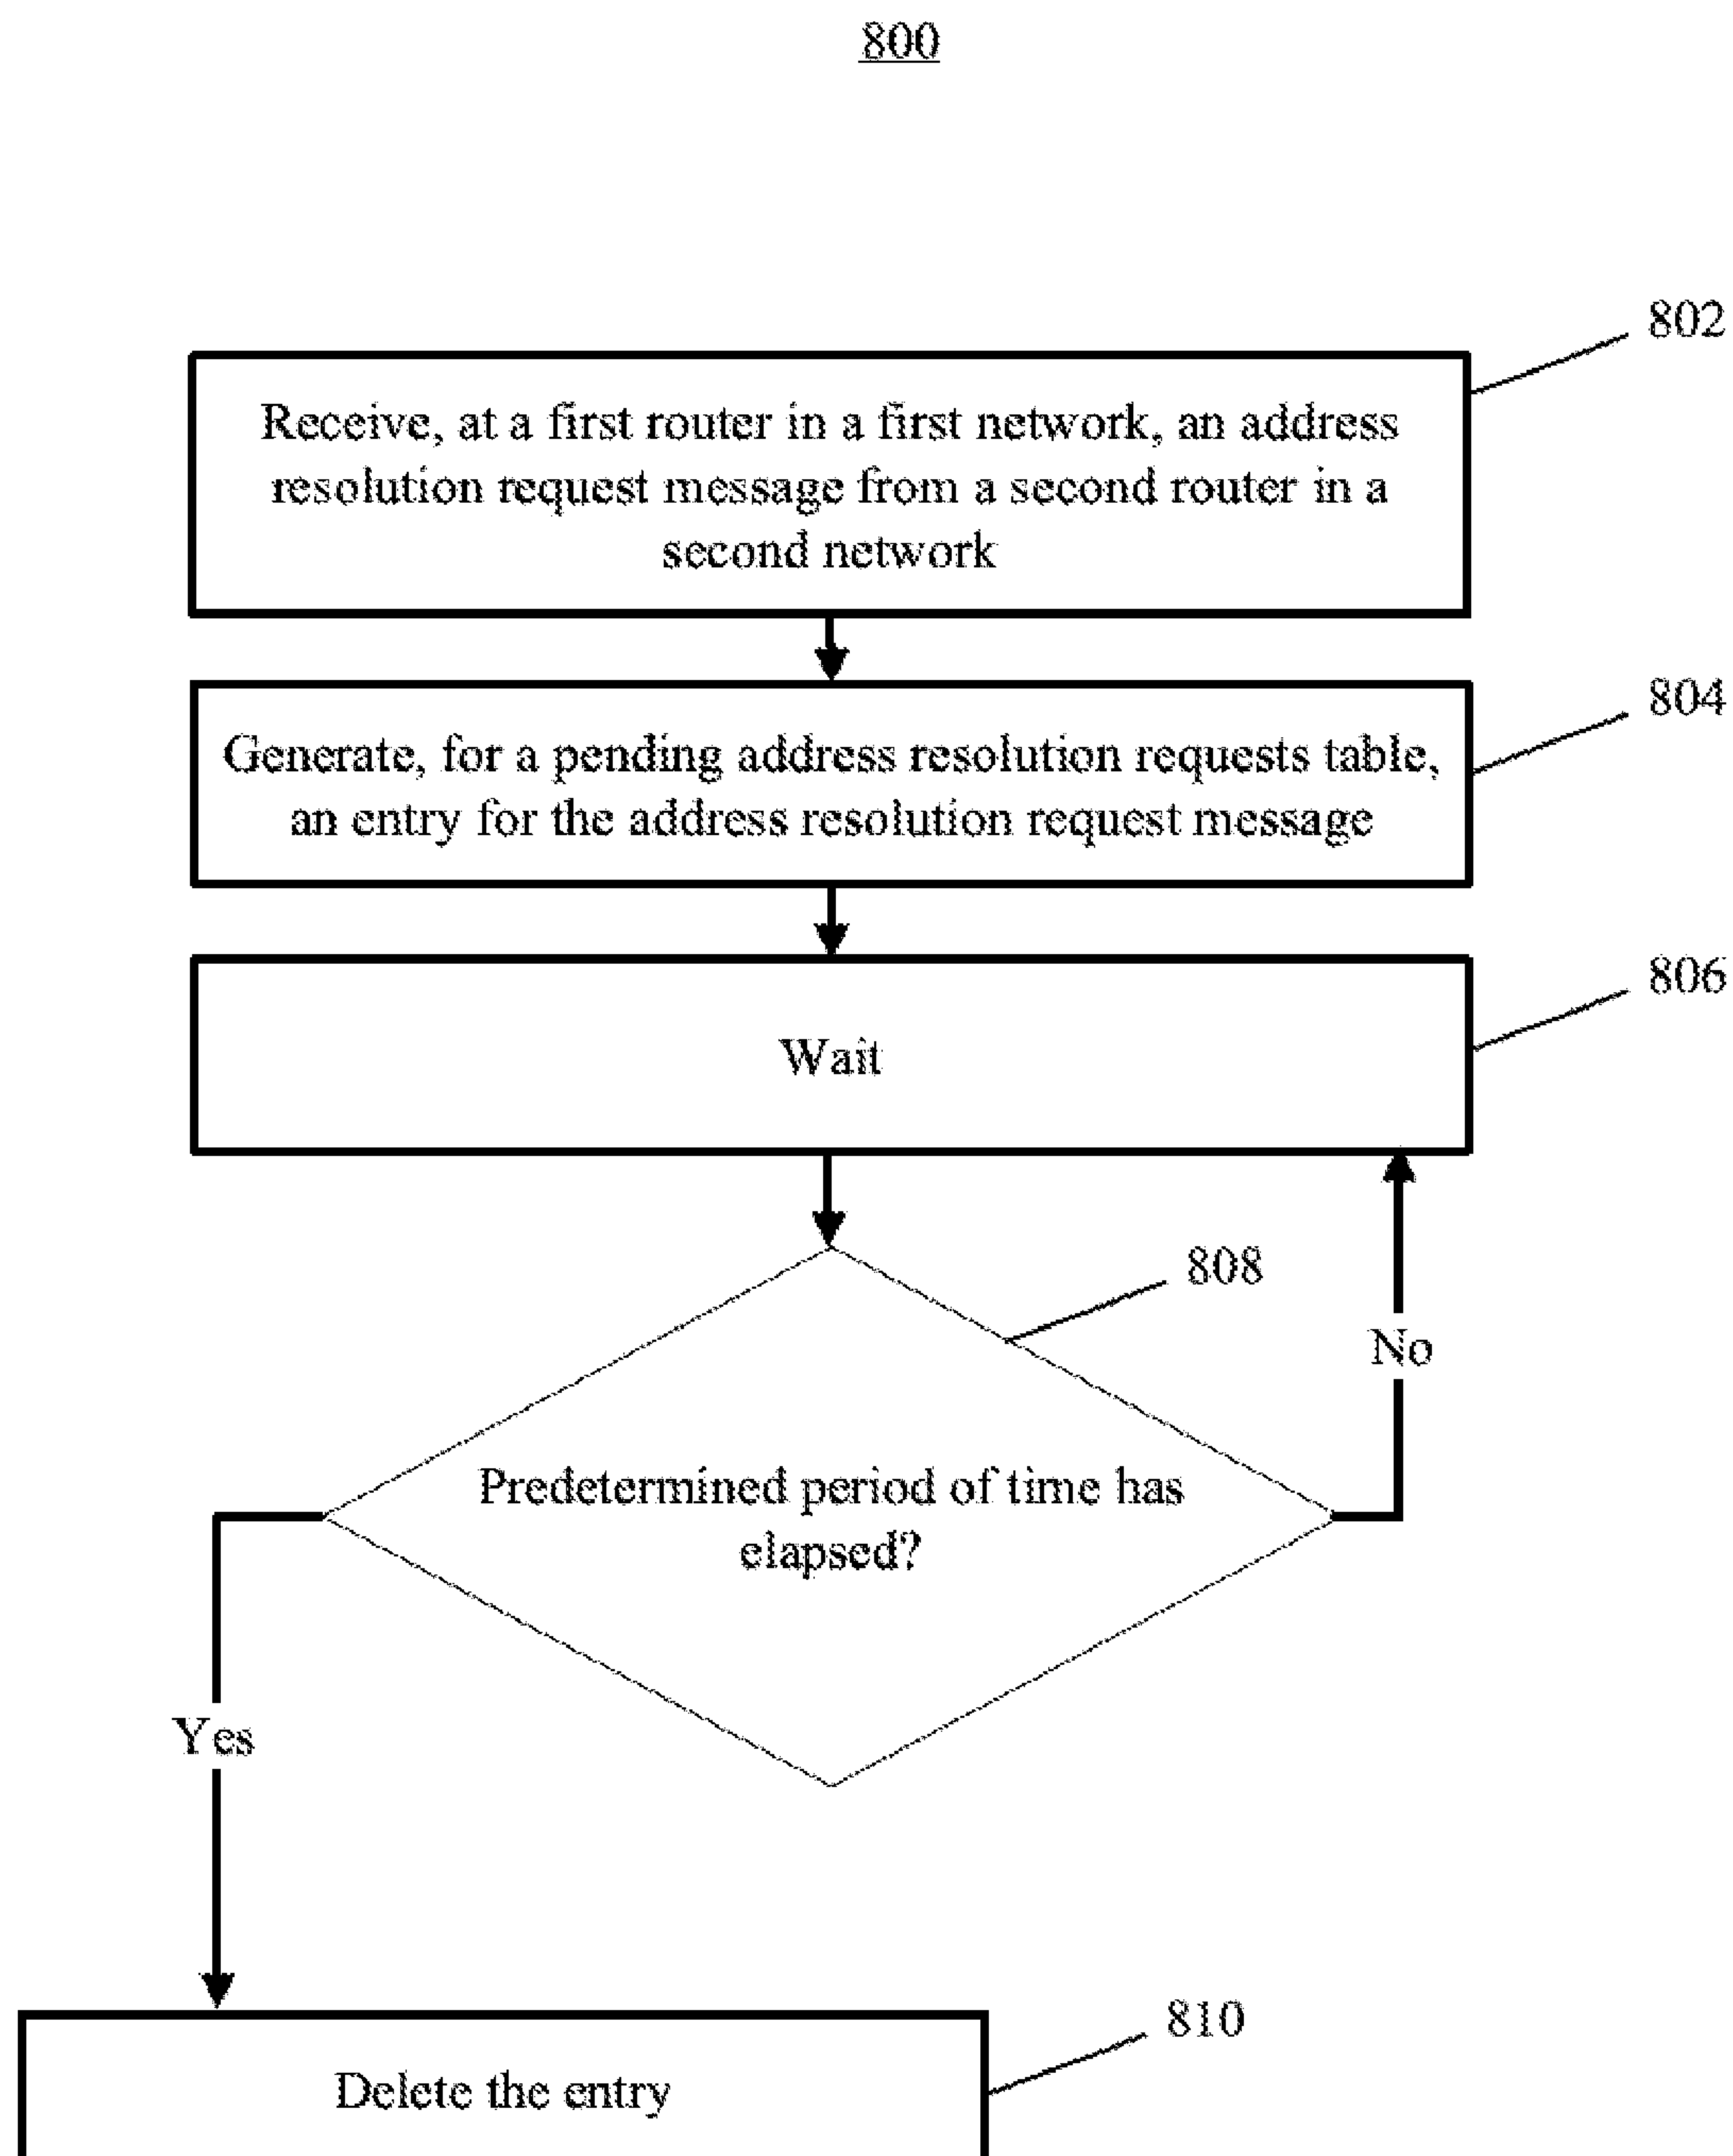 800
802
Receive, at a first router in a first network, an address
resolution request message from a second router in a
second network
804
Generate, for a pending address resolution requests table,
an entry for the address resolution request message
806
Wait
808
No
Predetermined period of time has
elapsed?
Yes
810
Delete the entry